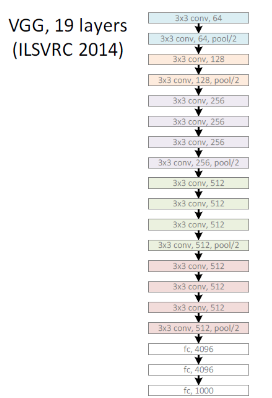 VGG, 19 layers
(ILSVRC 2014)
3x3 conv, 64
3x3 conv, 64, pool/2
3x3 conv, 128
3x3 conv, 128, pool/2
3x3 conv, 256
3x3 conv, 256
3x3 conv, 256
3x3 conv, 256, pool/2
3x3 conv, 512
3x3 conv, 512
3x3 conv, 512
3x3 conv, 512, pool/2
3x3 conv, 512
3x3 conv, 512
3x3 conv, 512
3x3 conv, 512, pool/2
fc, 4096
fc, 4096
fc, 1000